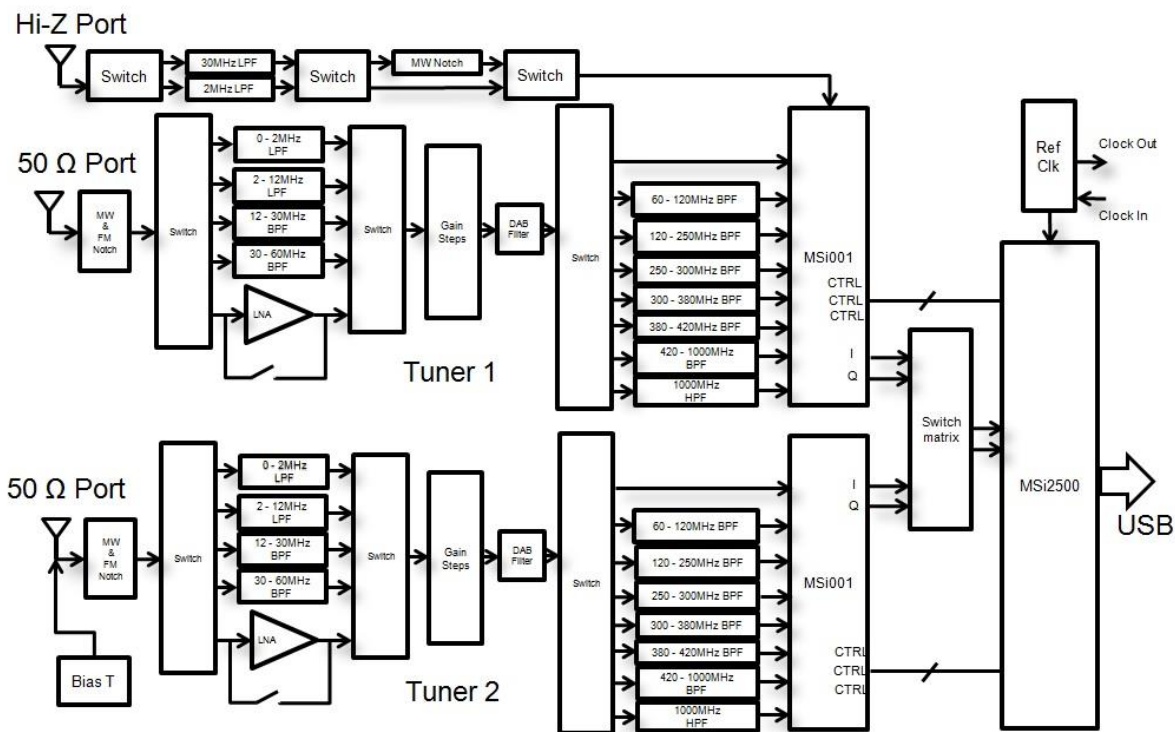 Hi-Z Port
Switch
30MHz LPF
2MHz LPF
Switch
MW Notch
Switch
50 Ω Port
MW
&
FM
Notch
Switch
0 - 2MHz
LPF
2 - 12MHz
LPF
12 - 30MHz
BPF
30 - 60MHz
BPF
LNA
Switch
Gain
Steps
DAB
Filter
Switch
60 - 120MHz BPF
120 - 250MHz BPF
250 - 300MHz BPF
300 - 380MHz BPF
380 - 420MHz BPF
420 - 1000MHz
BPF
1000MHz
HPF
MSi001
CTRL
CTRL
CTRL
I
Q
Tuner 1
Ref
Clk
Clock Out
Clock In
Switch
matrix
MSi2500
USB
50 Ω Port
MW
&
FM
Notch
Bias T
Switch
0 - 2MHz
LPF
2 - 12MHz
LPF
12 - 30MHz
BPF
30 - 60MHz
BPF
LNA
Switch
Gain
Steps
DAB
Filter
Switch
60 - 120MHz BPF
120 - 250MHz BPF
250 - 300MHz BPF
300 - 380MHz BPF
380 - 420MHz BPF
420 - 1000MHz
BPF
1000MHz
HPF
I
Q
MSi001
CTRL
CTRL
CTRL
Tuner 2